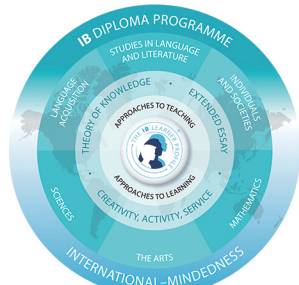 IB DIPLOMA PROGRAMME
STUDIES IN LANGUAGE
AND LITERATURE
LANGUAGE
ACQUISITION
INDIVIDUALS
AND SOCIETIES
THEORY OF KNOWLEDGE
EXTENDED ESSAY
APPROACHES TO TEACHING
THE IB LEARNER PROFILE
APPROACHES TO LEARNING
CREATIVITY, ACTIVITY, SERVICE
SCIENCES
MATHEMATICS
THE ARTS
INTERNATIONAL-MINDEDNESS